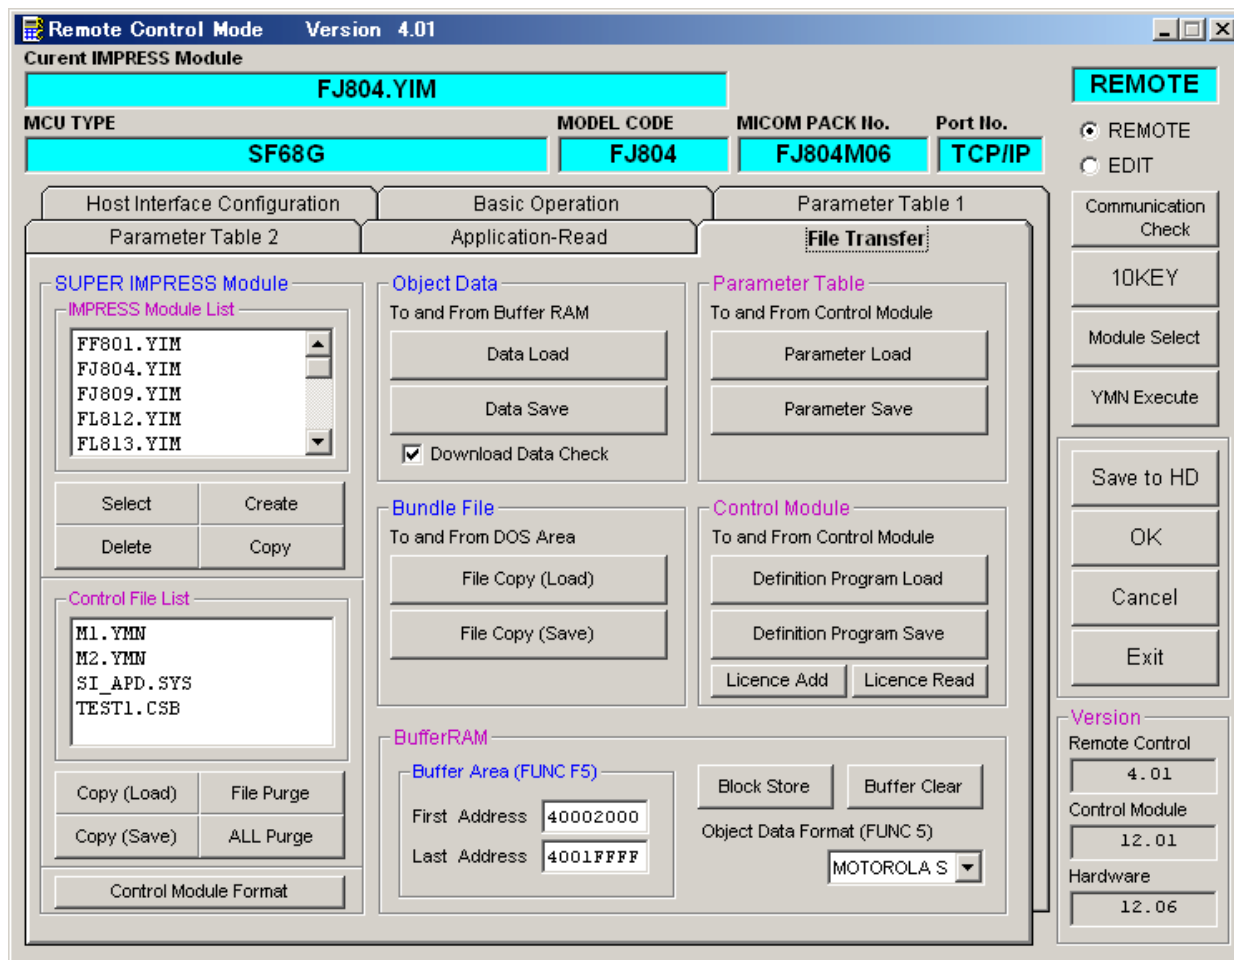 Remote Control Mode Version 4.01
Curent IMPRESS Module
FJ804.YIM
REMOTE
MCU TYPE
MODEL CODE
MICOM PACK No.
Port No.
SF68G
FJ804
FJ804M06
TCP/IP
REMOTE
EDIT
Host Interface Configuration
Basic Operation
Parameter Table 1
Parameter Table 2
Application-Read
File Transfer
SUPER IMPRESS Module
IMPRESS Module List
FF801.YIM
FJ804.YIM
FJ809.YIM
FL812.YIM
FL813.YIM
Select
Create
Delete
Copy
Control File List
M1.YMN
M2.YMN
SI_APD.SYS
TEST1.CSB
Copy (Load)
File Purge
Copy (Save)
ALL Purge
Control Module Format
Object Data
To and From Buffer RAM
Data Load
Data Save
Download Data Check
Parameter Table
To and From Control Module
Parameter Load
Parameter Save
Bundle File
To and From DOS Area
File Copy (Load)
File Copy (Save)
Control Module
To and From Control Module
Definition Program Load
Definition Program Save
Licence Add
Licence Read
BufferRAM
Buffer Area (FUNC F5)
First Address 40002000
Last Address 4001FFFF
Block Store
Buffer Clear
Object Data Format (FUNC 5)
MOTOROLA S
Communication
Check
10KEY
Module Select
YMN Execute
Save to HD
OK
Cancel
Exit
Version
Remote Control
4.01
Control Module
12.01
Hardware
12.06